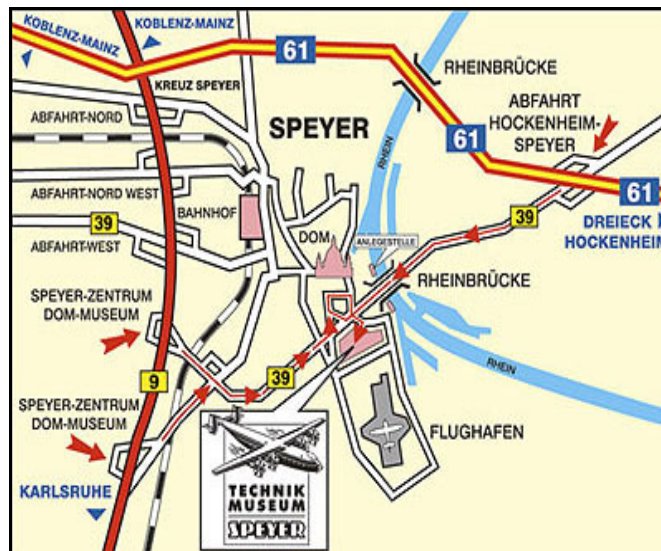 KOBLENZ-MAINZ
KOBLENZ-MAINZ
61
RHEINBRÜCKE
KREUZ SPEYER
ABFAHRT-NORD
SPEYER
RHEIN
61
ABFAHRT
HOCKENHEIM-
SPEYER
ABFAHRT-NORD WEST
61
39
BAHNHOF
39
DREIECK
HOCKENHEIM
ABFAHRT-WEST
DOM
ANLEGESTELLE
RHEINBRÜCKE
SPEYER-ZENTRUM
DOM-MUSEUM
RHEIN
9
39
SPEYER-ZENTRUM
DOM-MUSEUM
FLUGHAFEN
KARLSRUHE
TECHNIK
MUSEUM
SPEYER